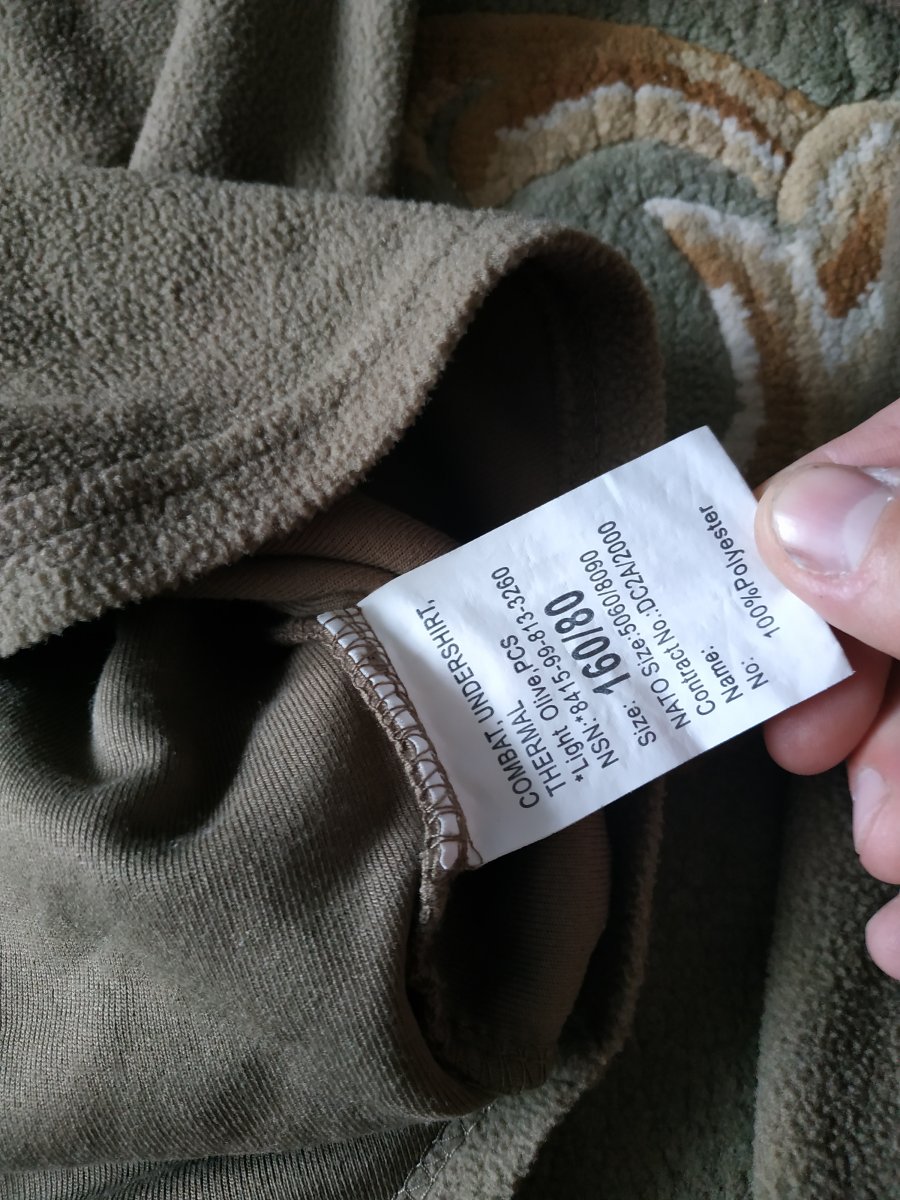 COMBAT, UNDERSHIRT,
THERMAL ,PCS
*Light Olive,
NSN:*8415-99-813-3260
Size: 160/80
NATO Size:5060/8090
Contract No.:DC2A/2000
Name:
No:
100%Polyester